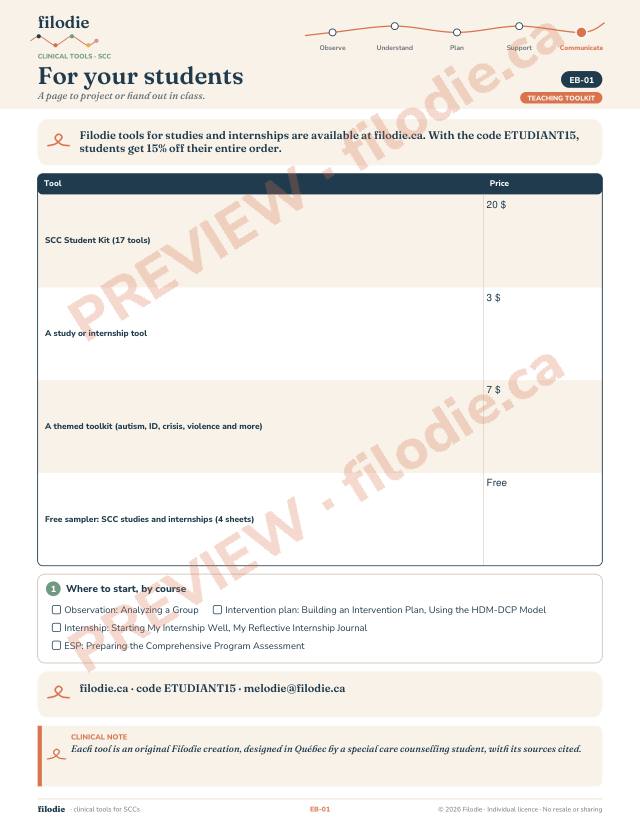 filodie
CLINICAL TOOLS · SCC
Observe
Understand
Plan
Support
Communicate
For your students
A page to project or hand out in class.
EB-01
TEACHING TOOLKIT
Filodie tools for studies and internships are available at filodie.ca. With the code ETUDIANT15,
students get 15% off their entire order.
Tool Price
SCC Student Kit (17 tools) 20 $
A study or internship tool 3 $
A themed toolkit (autism, ID, crisis, violence and more) 7 $
Free sampler: SCC studies and internships (4 sheets) Free
PREVIEW · filodie.ca
PREVIEW · filodie.ca
1 Where to start, by course
Observation: Analyzing a Group Intervention plan: Building an Intervention Plan, Using the HDM-DCP Model
Internship: Starting My Internship Well, My Reflective Internship Journal
ESP: Preparing the Comprehensive Program Assessment
filodie.ca · code ETUDIANT15 · melodie@filodie.ca
CLINICAL NOTE
Each tool is an original Filodie creation, designed in Québec by a special care counselling student, with its sources cited.
filodie · clinical tools for SCCs EB-01 © 2026 Filodie · Individual licence · No resale or sharing